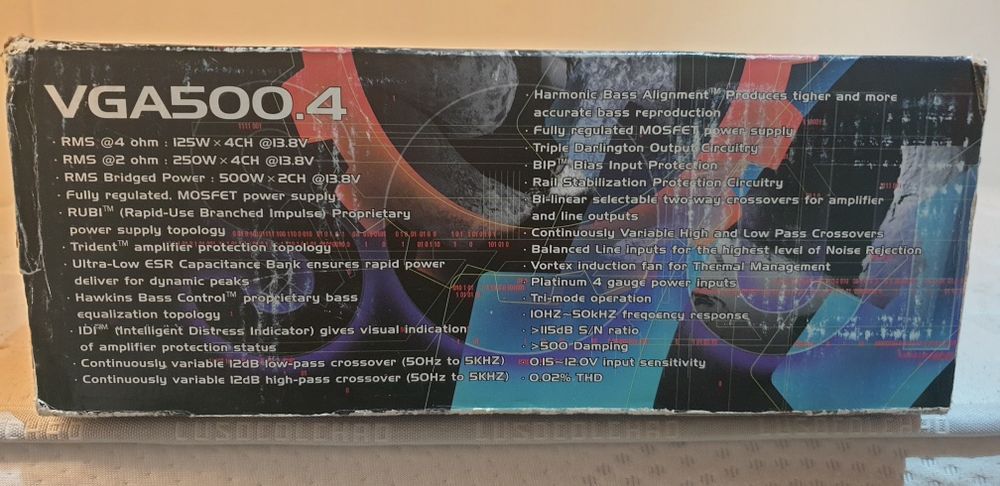 VGA500.4
· RMS @4 ohm : 125W × 4CH @13.8V
· RMS @2 ohm : 250W × 4CH @13.8V
· RMS Bridged Power : 500W × 2CH @13.8V
· Fully regulated, MOSFET power supply
· RUBI™ (Rapid-Use Branched Impulse) Proprietary
power supply topology
· Trident™ amplifier protection topology
· Ultra-Low ESR Capacitance Bank ensures rapid power
deliver for dynamic peaks
· Hawkins Bass Control™ proprietary bass
equalization topology
· IDI™ (Intelligent Distress Indicator) gives visual indication
of amplifier protection status
· Continuously variable 12dB low-pass crossover (50Hz to 5KHZ)
· Continuously variable 12dB high-pass crossover (50Hz to 5KHZ)
· Harmonic Bass Alignment™ Produces tigher and more
accurate bass reproduction
· Fully regulated MOSFET power supply
· Triple Darlington Output Circuitry
· BIP™ Bias Input Protection
· Rail Stabilization Protection Circuitry
· Bi-linear selectable two way crossovers for amplifier
and line outputs
· Continuously Variable High and Low Pass Crossovers
· Balanced Line inputs for the highest level of Noise Rejection
· Vortex induction fan for Thermal Management
· Platinum 4 gauge power inputs
· Tri-mode operation
· 10HZ~50kHZ freqency response
· >115dB S/N ratio
· >500 Damping
· 0.15~12.0V input sensitivity
· 0.02% THD